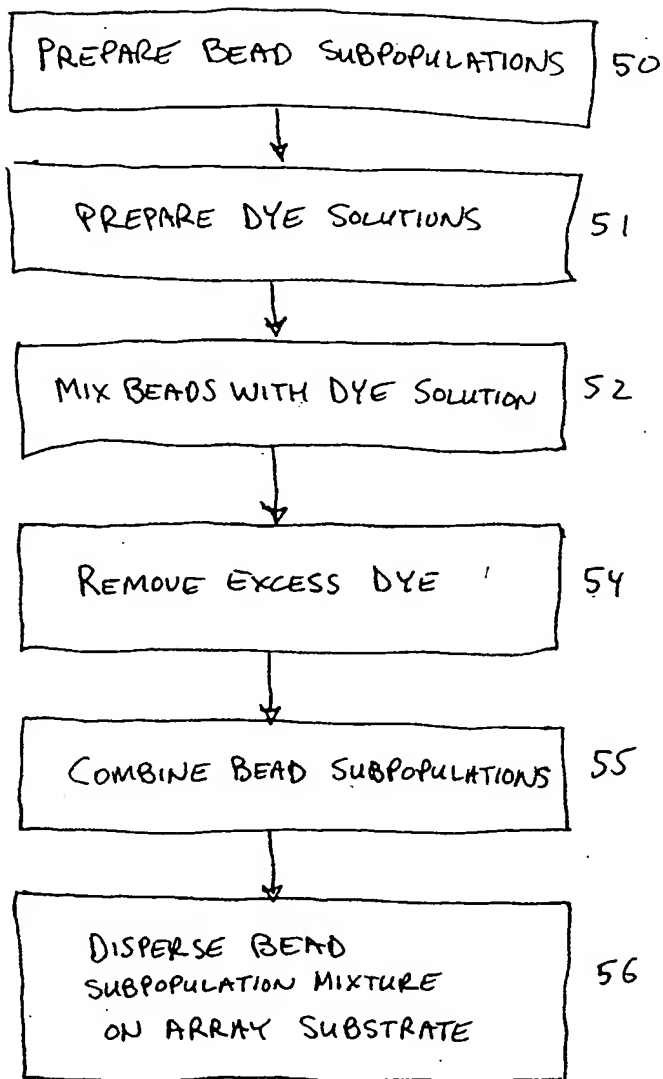 PREPARE BEAD SUBPOPULATIONS 50
PREPARE DYE SOLUTIONS 51
MIX BEADS WITH DYE SOLUTION 52
REMOVE EXCESS DYE 54
COMBINE BEAD SUBPOPULATIONS 55
DISPERSE BEAD
SUBPOPULATION MIXTURE
ON ARRAY SUBSTRATE
56